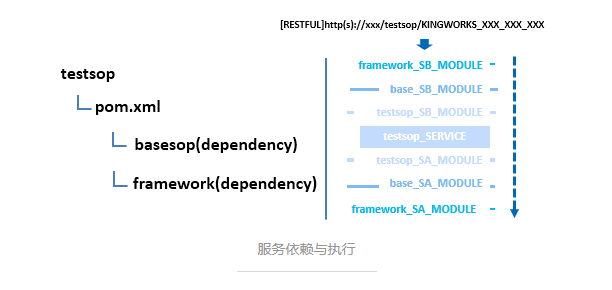 [RESTFUL]http(s)://xxx/testsop/KINGWORKS_XXX_XXX_XXX
testsop
pom.xml
basesop(dependency)
framework(dependency)
framework_SB_MODULE
base_SB_MODULE
testsop_SB_MODULE
testsop_SERVICE
testsop_SA_MODULE
base_SA_MODULE
framework_SA_MODULE
服务依赖与执行